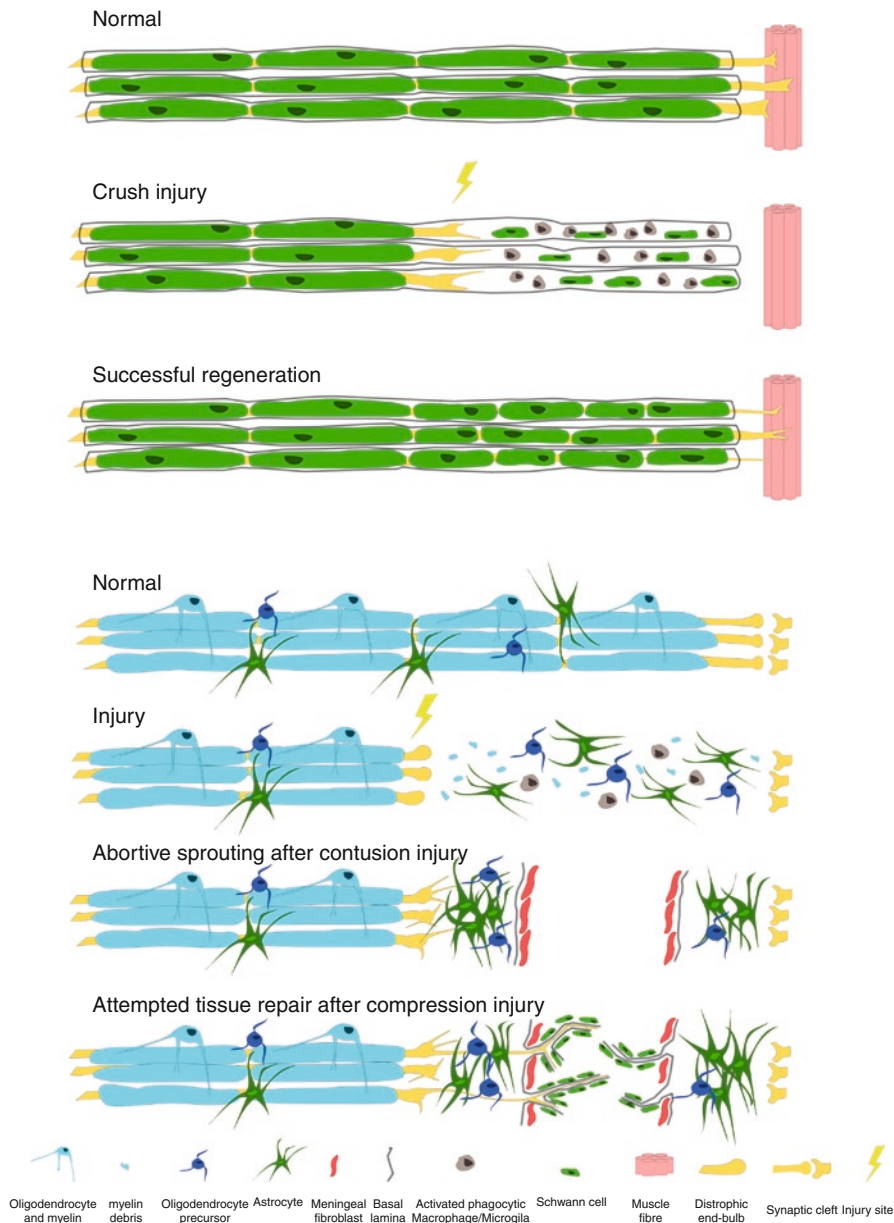 Normal
Crush injury
Successful regeneration
Normal
Injury
Abortive sprouting after contusion injury
Attempted tissue repair after compression injury
Oligodendrocyte and myelin
myelin debris
Oligodendrocyte precursor
Astrocyte
Meningeal fibroblast
Basal lamina
Activated phagocytic Macrophage/Microgila
Schwann cell
Muscle fibre
Distrophic end-bulb
Synaptic cleft
Injury site